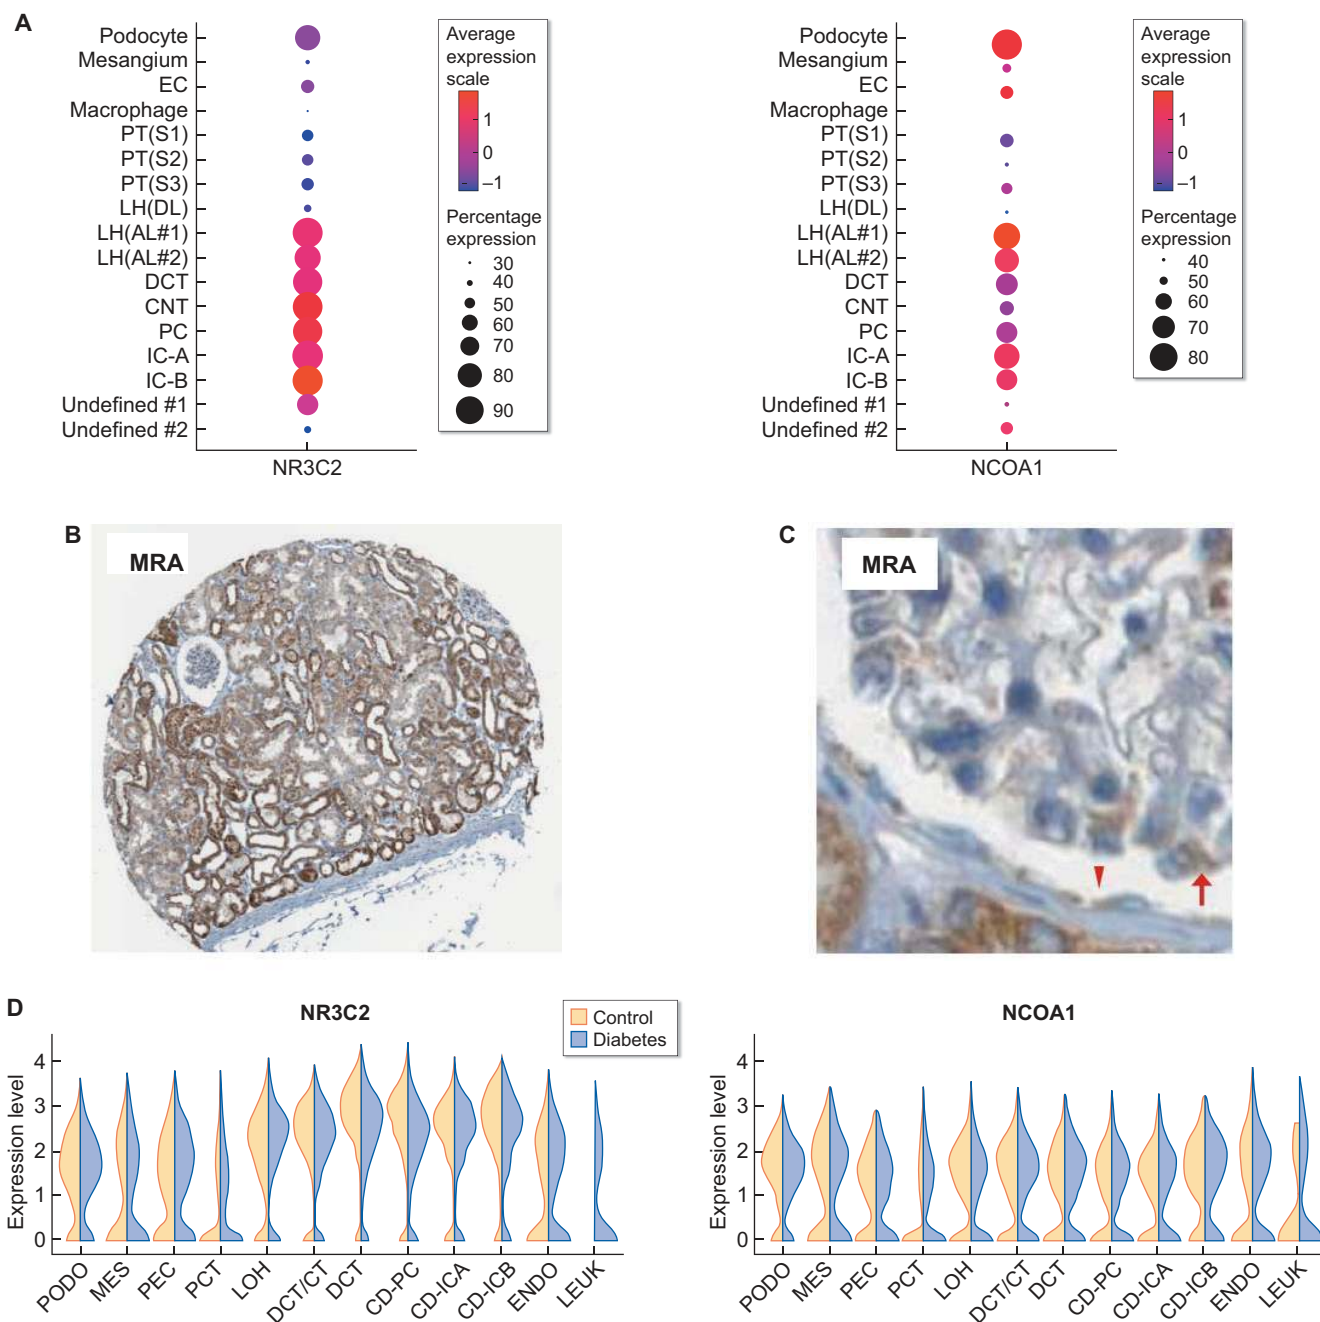 A
Podocyte
Mesangium
EC
Macrophage
PT(S1)
PT(S2)
PT(S3)
LH(DL)
LH(AL#1)
LH(AL#2)
DCT
CNT
PC
IC-A
IC-B
Undefined #1
Undefined #2
NR3C2
Average
expression
scale
1
0
–1
Percentage
expression
30
40
50
60
70
80
90
Podocyte
Mesangium
EC
Macrophage
PT(S1)
PT(S2)
PT(S3)
LH(DL)
LH(AL#1)
LH(AL#2)
DCT
CNT
PC
IC-A
IC-B
Undefined #1
Undefined #2
NCOA1
Average
expression
scale
1
0
–1
Percentage
expression
40
50
60
70
80
B
MRA
C
MRA
D
NR3C2
Control
Diabetes
Expression level
4
3
2
1
0
PODO
MES
PEC
PCT
LOH
DCT/CT
DCT
CD-PC
CD-ICA
CD-ICB
ENDO
LEUK
NCOA1
Expression level
4
3
2
1
0
PODO
MES
PEC
PCT
LOH
DCT/CT
DCT
CD-PC
CD-ICA
CD-ICB
ENDO
LEUK